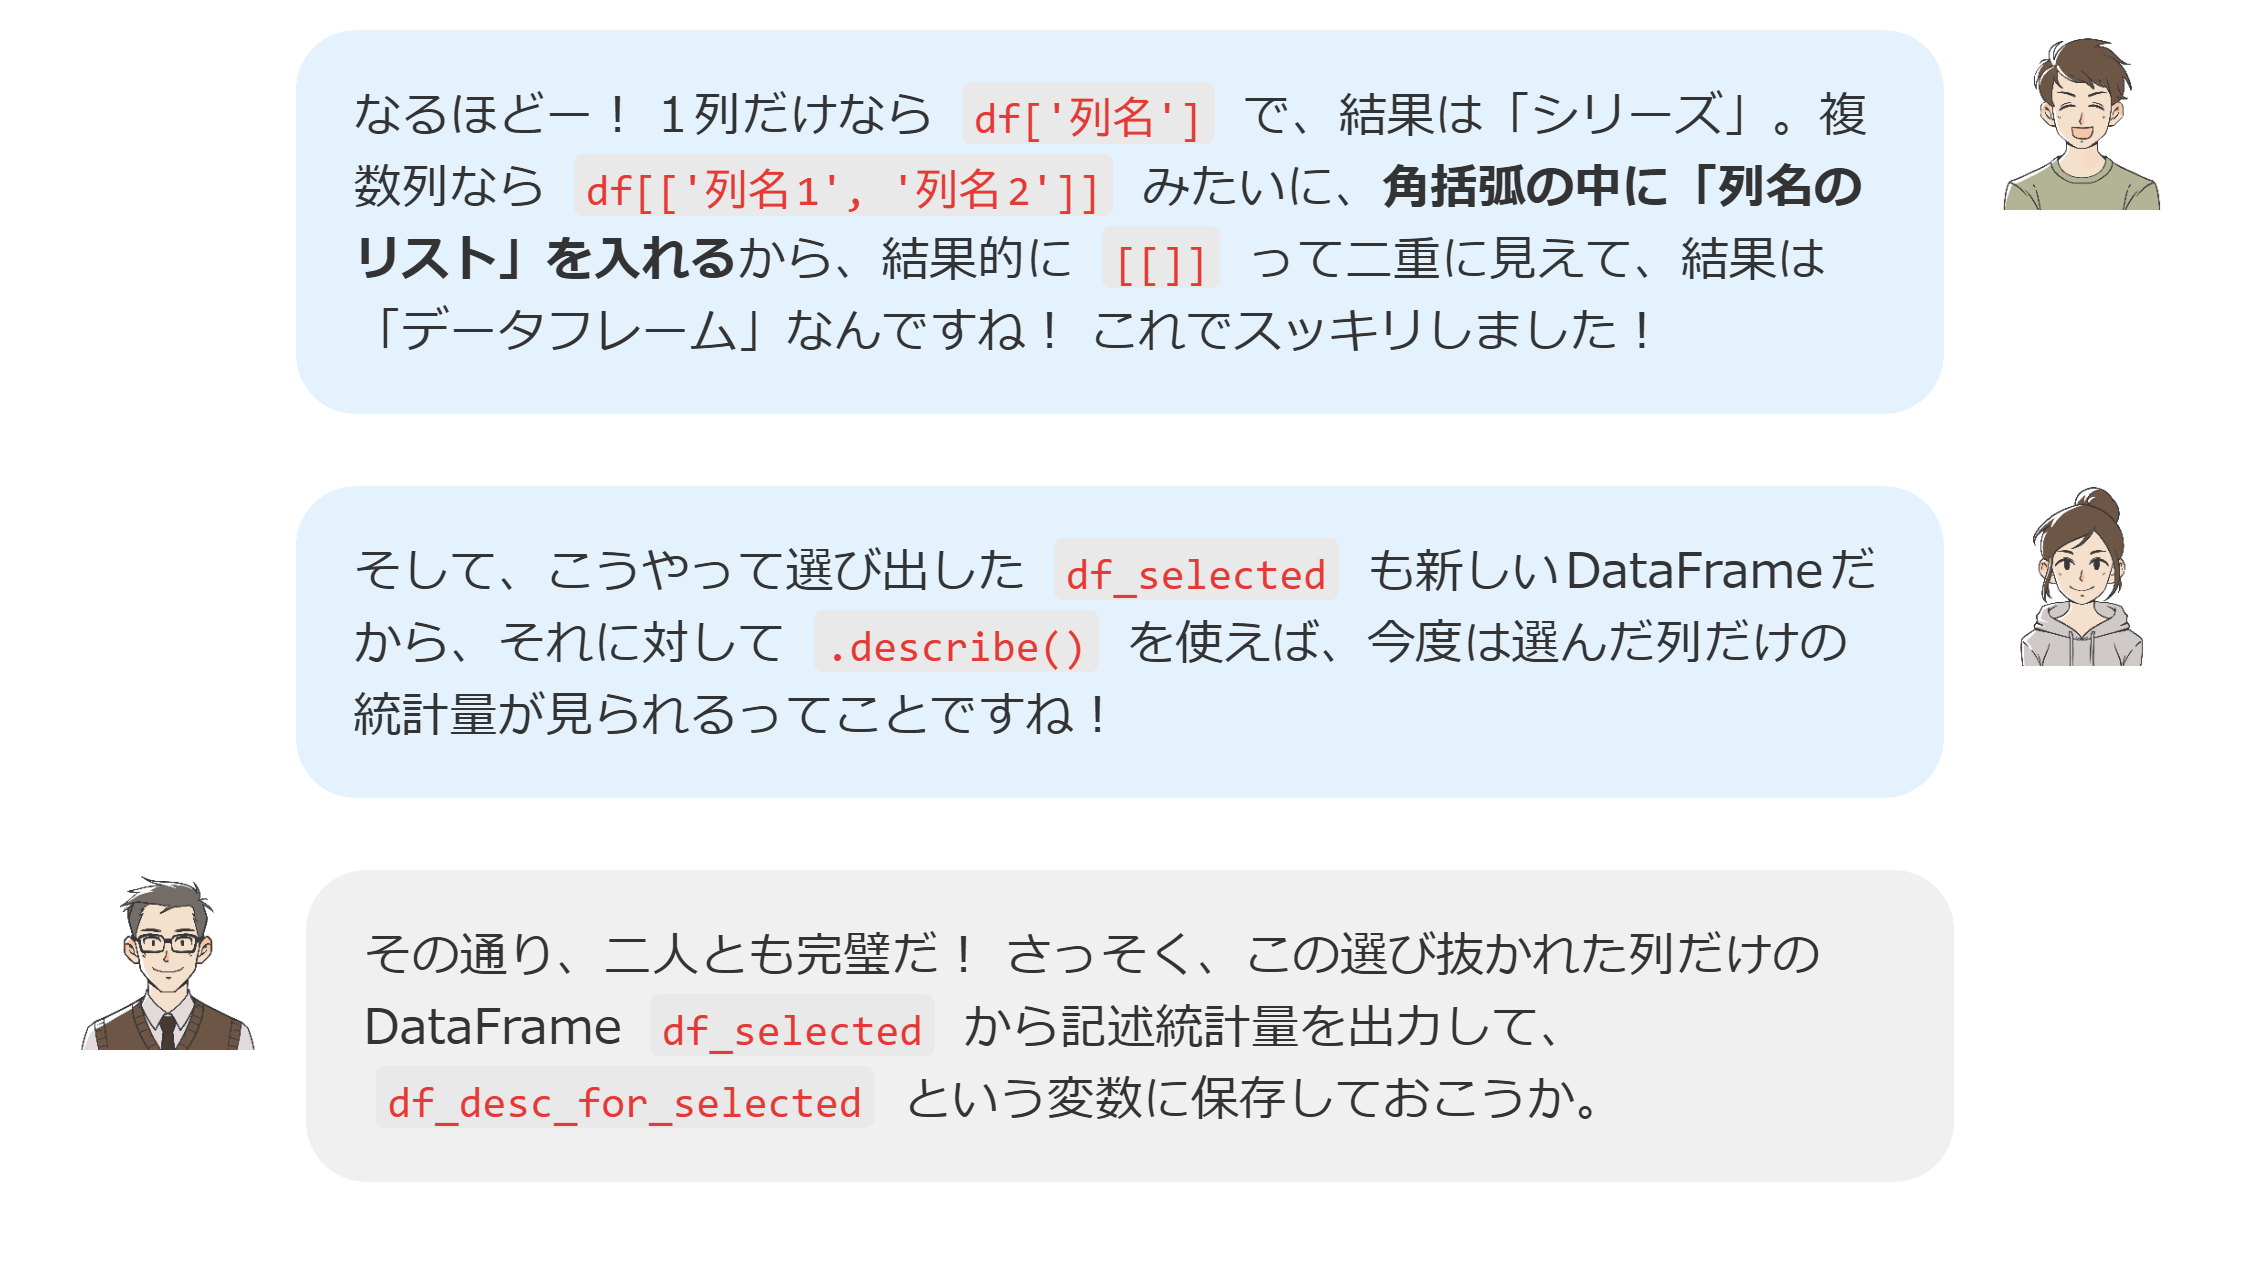 なるほどー！ １列だけなら df['列名'] で、結果は「シリーズ」。複
数列なら df[['列名1', '列名2']] みたいに、角括弧の中に「列名の
リスト」を入れるから、結果的に [[]] って二重に見えて、結果は
「データフレーム」なんですね！ これでスッキリしました！
そして、こうやって選び出した df_selected も新しいDataFrameだ
から、それに対して .describe() を使えば、今度は選んだ列だけの
統計量が見られるってことですね！
その通り、二人とも完璧だ！ さっそく、この選び抜かれた列だけの
DataFrame df_selected から記述統計量を出力して、
df_desc_for_selected という変数に保存しておこうか。